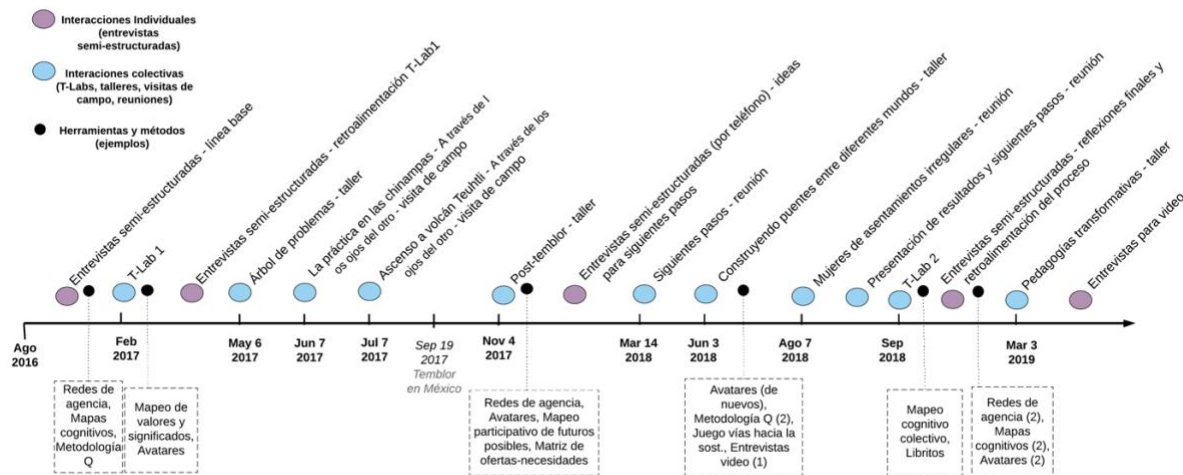 Interacciones Individuales
(entrevistas
semi-estructuradas)
Interaciones colectivas
(T-Labs, talleres, visitas de
campo, reuniones)
Herramientas y métodos
(ejemplos)
Entrevistas semi-estructuradas - línea base
T-Lab 1
Entrevistas semi-estructuradas - retroalimentación T-Lab1
Árbol de problemas - taller
La práctica en las chinampas - A través de l
os ojos del otro - visita de campo
Ascenso a volcán Teuhtli - A través de los
ojos del otro - visita de campo
Post-temblor - taller
Entrevistas semi-estructuradas (por teléfono) - ideas
para siguientes pasos
Siguientes pasos - reunión
Construyendo puentes entre diferentes mundos - taller
Mujeres de asentamientos irregulares - reunión
Presentación de resultados y siguientes pasos - reunión
T-Lab 2
Entrevistas semi-estructuradas - reflexiones finales y
retroalimentación del proceso
Pedagogías transformativas - taller
Entrevistas para video
Ago
2016
Feb
2017
May 6
2017
Jun 7
2017
Jul 7
2017
Sep 19
2017
Temblor
en México
Nov 4
2017
Mar 14
2018
Jun 3
2018
Ago 7
2018
Sep
2018
Mar 3
2019
Redes de
agencia,
Mapas
cognitivos,
Metodología
Q
Mapeo de
valores y
significados,
Avatares
Redes de agencia,
Avatares, Mapeo
participativo de futuros
posibles, Matriz de
ofertas-necesidades
Avatares (de
nuevos),
Metodología Q (2),
Juego vías hacia la
sost., Entrevistas
video (1)
Mapeo
cognitivo
colectivo,
Libritos
Redes de
agencia (2),
Mapas
cognitivos (2),
Avatares (2)